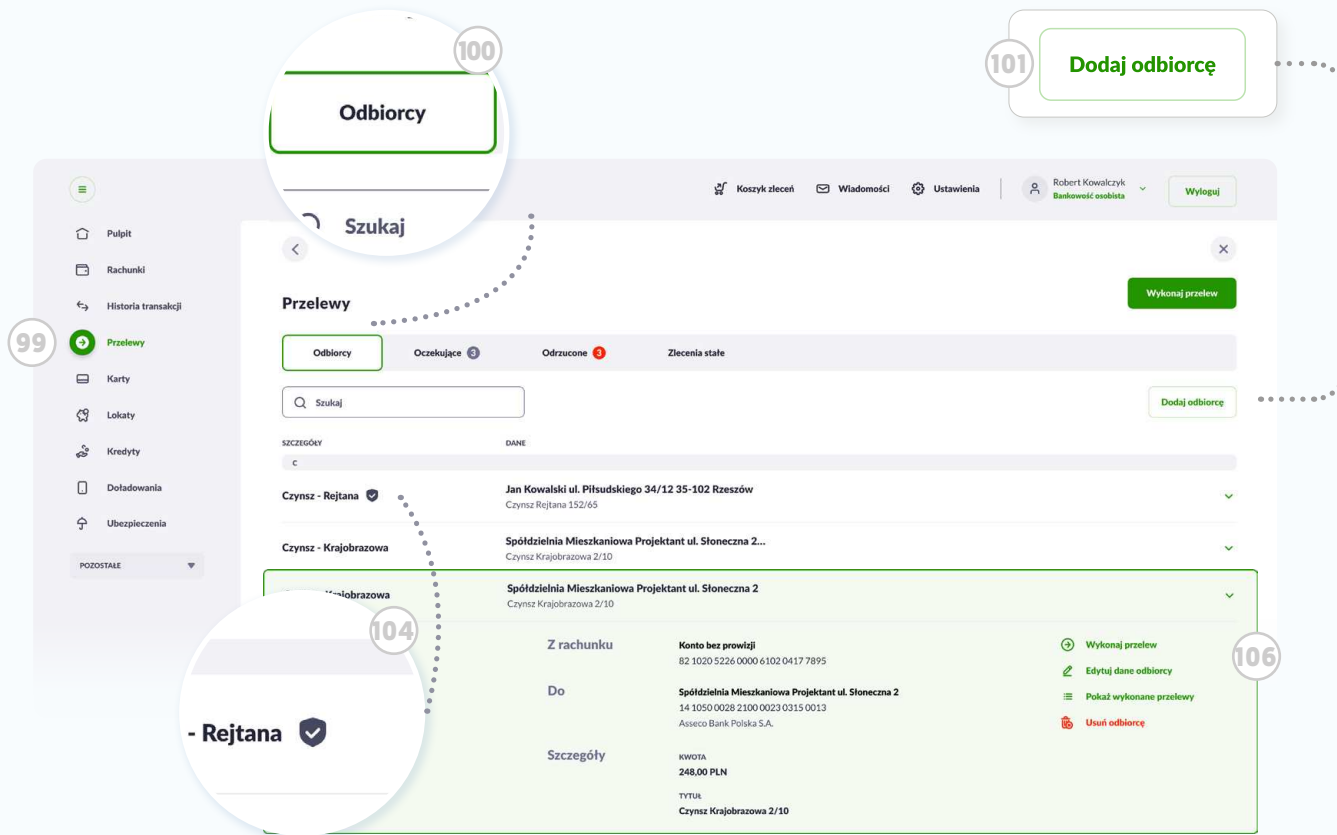 100
Odbiorcy
Szukaj
101
Dodaj odbiorcę
Koszyk zleceń
Wiadomości
Ustawienia
Robert Kowalczyk
Bankowość osobista
Wyloguj
Pulpit
Rachunki
Historia transakcji
99
Przelewy
Karty
Lokaty
Kredyty
Doładowania
Ubezpieczenia
POZOSTAŁE
Przelewy
Wykonaj przelew
Odbiorcy
Oczekujące 3
Odrzucone 3
Zlecenia stałe
Szukaj
Dodaj odbiorcę
SZCZEGÓŁY
DANE
C
Czynsz - Rejtana
Jan Kowalski ul. Piłsudskiego 34/12 35-102 Rzeszów
Czynsz Rejtana 152/65
Czynsz - Krajobrazowa
Spółdzielnia Mieszkaniowa Projektant ul. Słoneczna 2...
Czynsz Krajobrazowa 2/10
Spółdzielnia Mieszkaniowa Projektant ul. Słoneczna 2
Czynsz Krajobrazowa 2/10
104
- Rejtana
Z rachunku
Konto bez prowizji
82 1020 5226 0000 6102 0417 7895
Do
Spółdzielnia Mieszkaniowa Projektant ul. Słoneczna 2
14 1050 0028 2100 0023 0315 0013
Asseco Bank Polska S.A.
Szczegóły
KWOTA
248,00 PLN
TYTUŁ
Czynsz Krajobrazowa 2/10
Wykonaj przelew
106
Edytuj dane odbiorcy
Pokaż wykonane przelewy
Usuń odbiorcę